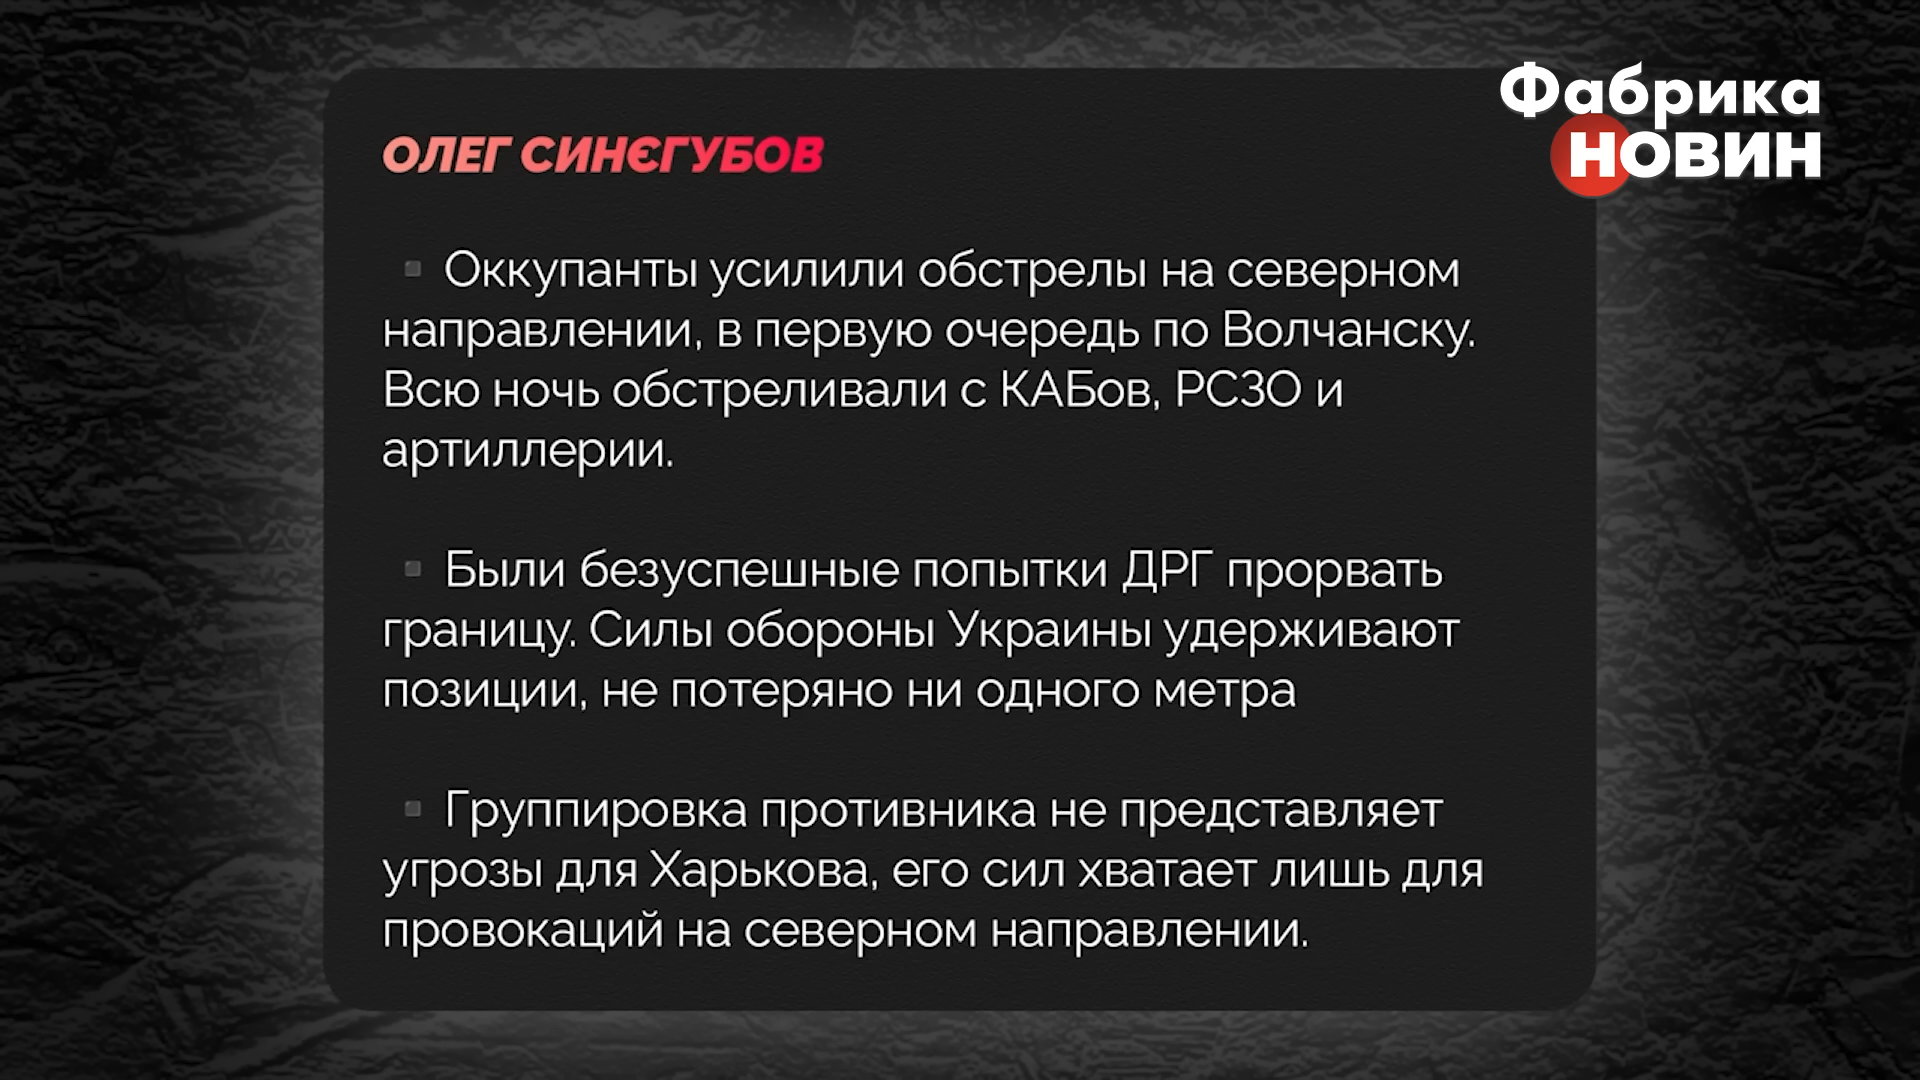 Фабрика
новин
ОЛЕГ СИНЄГУБОВ
▪ Оккупанты усилили обстрелы на северном
направлении, в первую очередь по Волчанску.
Всю ночь обстреливали с КАБов, РСЗО и
артиллерии.
▪ Были безуспешные попытки ДРГ прорвать
границу. Силы обороны Украины удерживают
позиции, не потеряно ни одного метра
▪ Группировка противника не представляет
угрозы для Харькова, его сил хватает лишь для
провокаций на северном направлении.